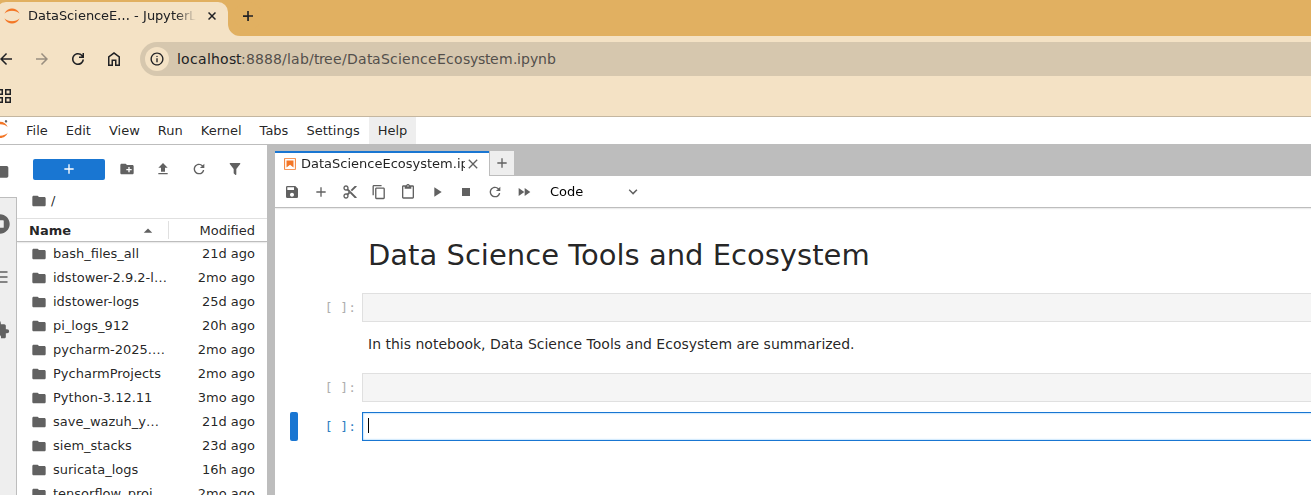 DataScienceE... - JupyterL
localhost:8888/lab/tree/DataScienceEcosystem.ipynb
File Edit View Run Kernel Tabs Settings Help
DataScienceEcosystem.ip
Code
/
Name Modified
bash_files_all 21d ago
idstower-2.9.2-l... 2mo ago
idstower-logs 25d ago
pi_logs_912 20h ago
pycharm-2025.... 2mo ago
PycharmProjects 2mo ago
Python-3.12.11 3mo ago
save_wazuh_y... 21d ago
siem_stacks 23d ago
suricata_logs 16h ago
tensorflow_proj 2mo ago
Data Science Tools and Ecosystem
[ ]:
In this notebook, Data Science Tools and Ecosystem are summarized.
[ ]:
[ ]: